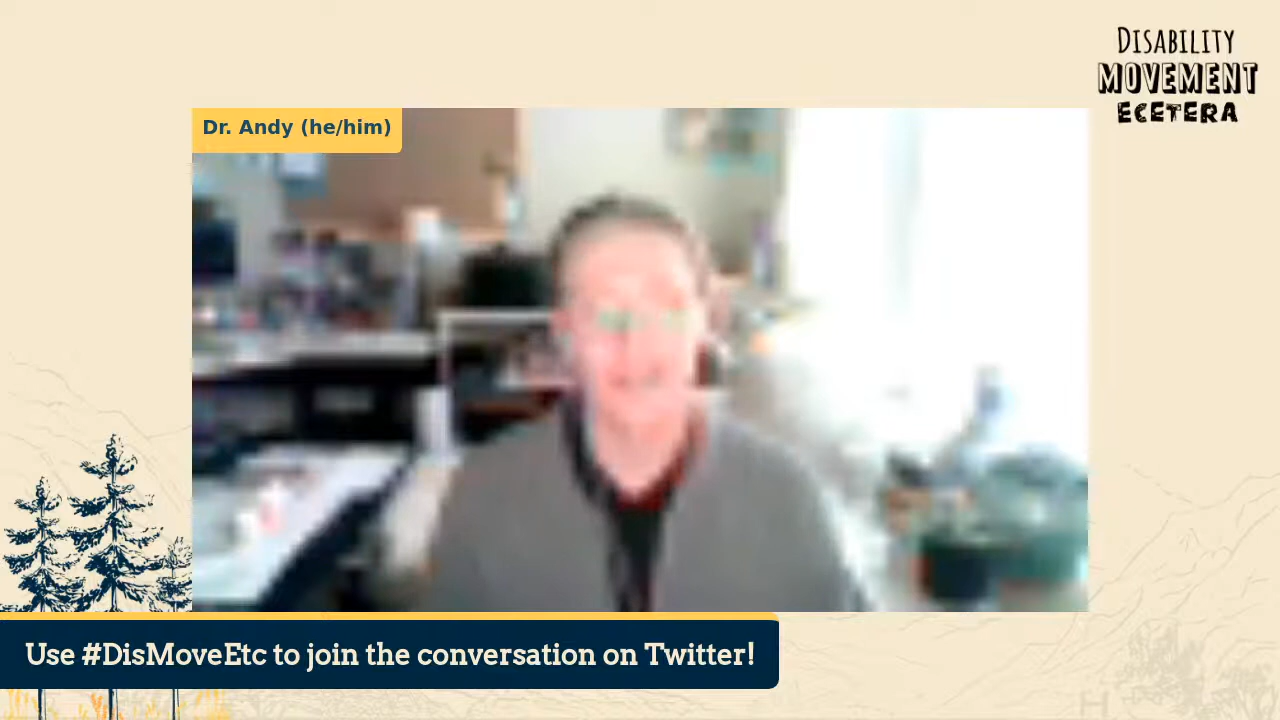 Disability
MOVEMENT
ECETERA
Dr. Andy (he/him)
Use #DisMoveEtc to join the conversation on Twitter!